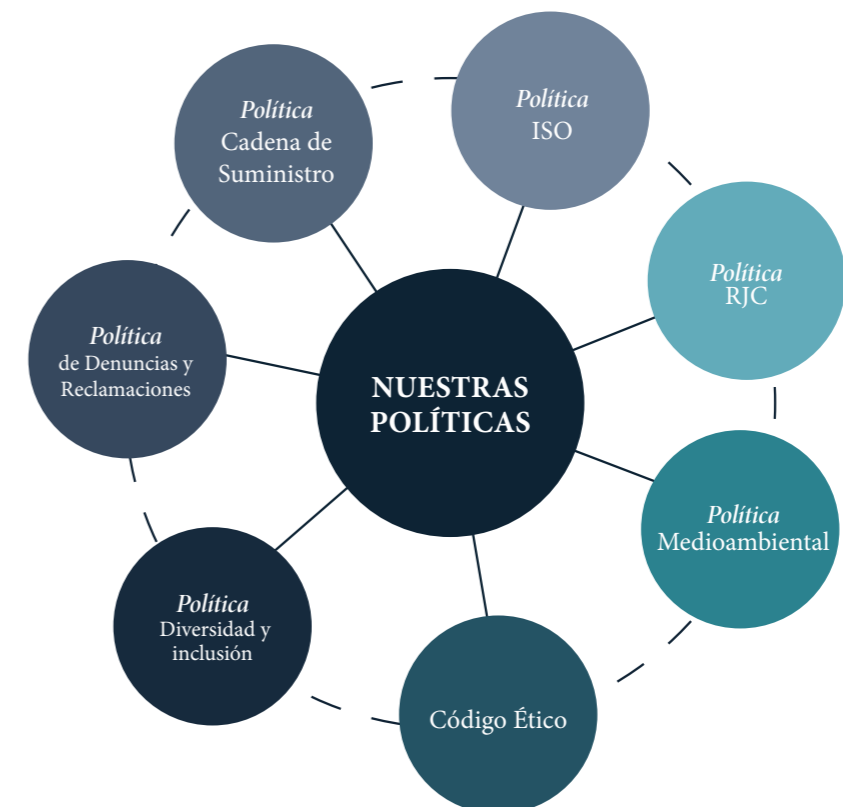 Política
ISO
Política
RJC
Política
Medioambiental
Código Ético
Política
Diversidad y
inclusión
Política
de Denuncias y
Reclamaciones
Política
Cadena de
Suministro
NUESTRAS
POLÍTICAS